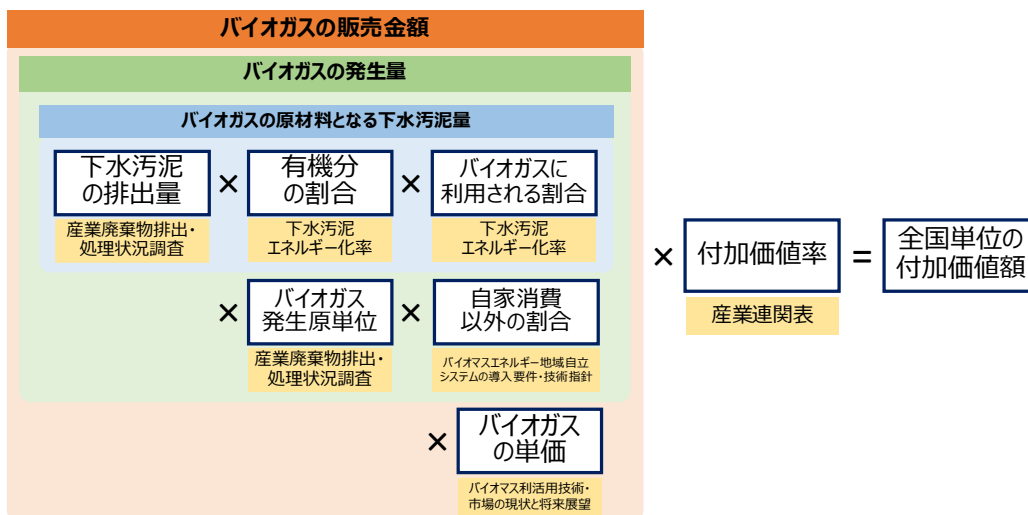 バイオガスの販売金額
バイオガスの発生量
バイオガスの原材料となる下水汚泥量
下水汚泥
の排出量
×
有機分
の割合
×
バイオガスに
利用される割合
産業廃棄物排出・
処理状況調査
下水汚泥
エネルギー化率
下水汚泥
エネルギー化率
×
付加価値率
=
全国単位の
付加価値額
産業連関表
×
バイオガス
発生原単位
×
自家消費
以外の割合
産業廃棄物排出・
処理状況調査
バイオマスエネルギー地域自立
システムの導入要件・技術指針
×
バイオガス
の単価
バイオマス利活用技術・
市場の現状と将来展望